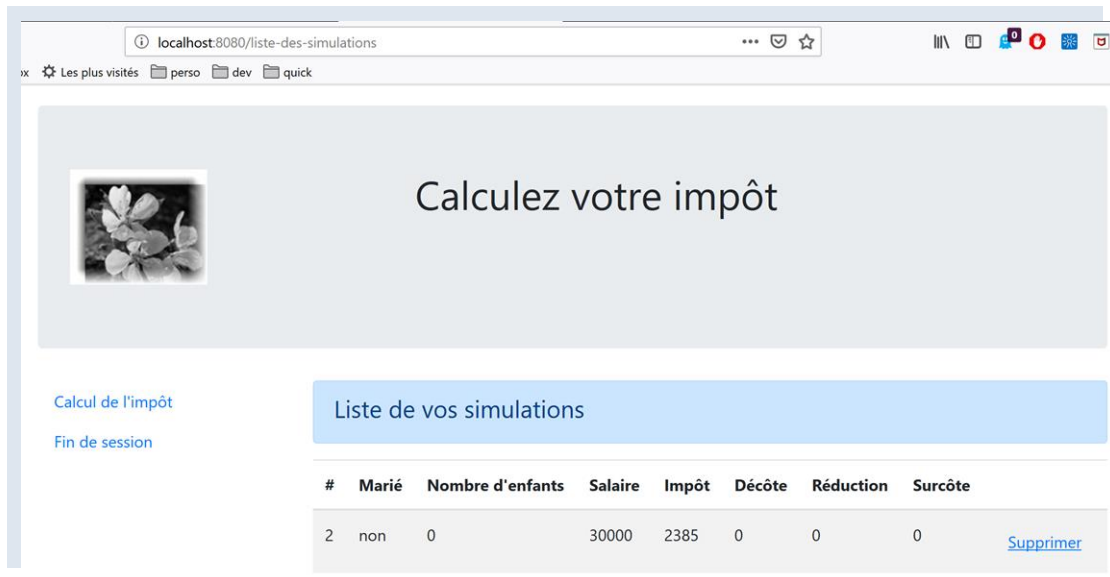 localhost:8080/liste-des-simulations
0
ox Les plus visités perso dev quick
Calculez votre impôt
Calcul de l'impôt
Fin de session
Liste de vos simulations
# Marié Nombre d'enfants Salaire Impôt Décôte Réduction Surcôte
2 non 0 30000 2385 0 0 0 Supprimer